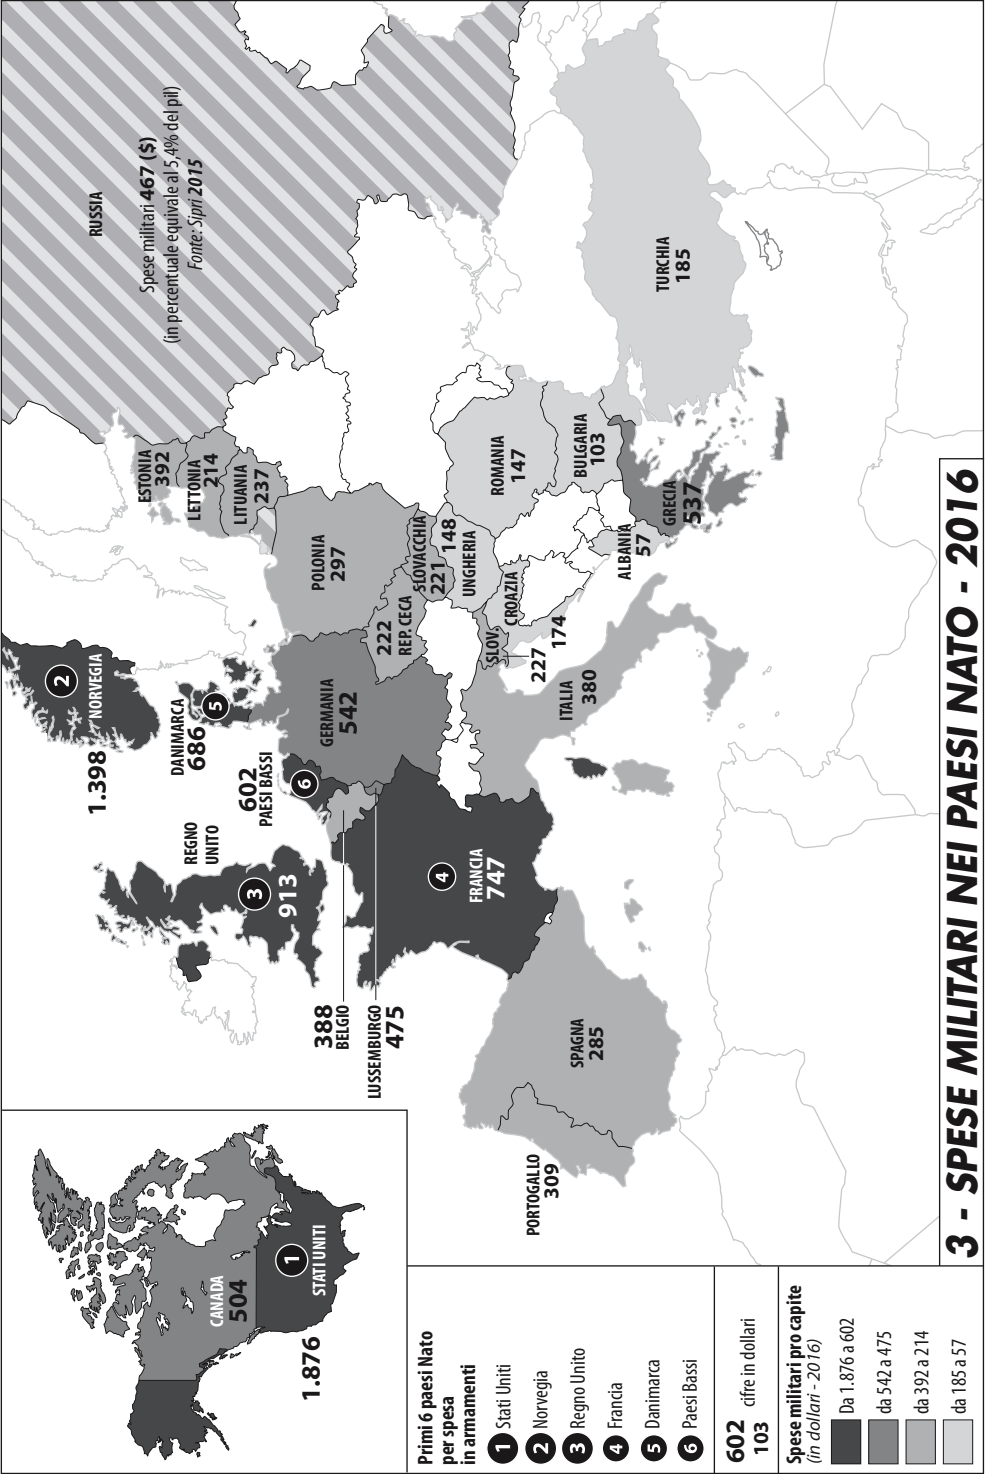 CANADA
504
1
STATI UNITI
1.876
REGNO
UNITO
3
913
1.398
2
NORVEGIA
DANIMARCA
686
5
602
PAESI BASSI
6
388
BELGIO
LUSSEMBURGO
475
4
FRANCIA
747
GERMANIA
542
POLONIA
297
ESTONIA
392
LETTONIA
214
LITUANIA
237
RUSSIA
Spese militari 467 ($)
(in percentuale equivale al 5,4% del pil)
Fonte: Sipri 2015
222
REP. CECA
SLOVACCHIA
221
148
UNGHERIA
SLOV.
227
CROAZIA
174
ROMANIA
147
BULGARIA
103
ALBANIA
57
GRECIA
537
TURCHIA
185
ITALIA
380
SPAGNA
285
PORTOGALLO
309
Primi 6 paesi Nato
per spesa
in armamenti
1 Stati Uniti
2 Norvegia
3 Regno Unito
4 Francia
5 Danimarca
6 Paesi Bassi
602
103
cifre in dollari
Spese militari pro capite
(in dollari - 2016)
Da 1.876 a 602
da 542 a 475
da 392 a 214
da 185 a 57
3 - SPESE MILITARI NEI PAESI NATO - 2016